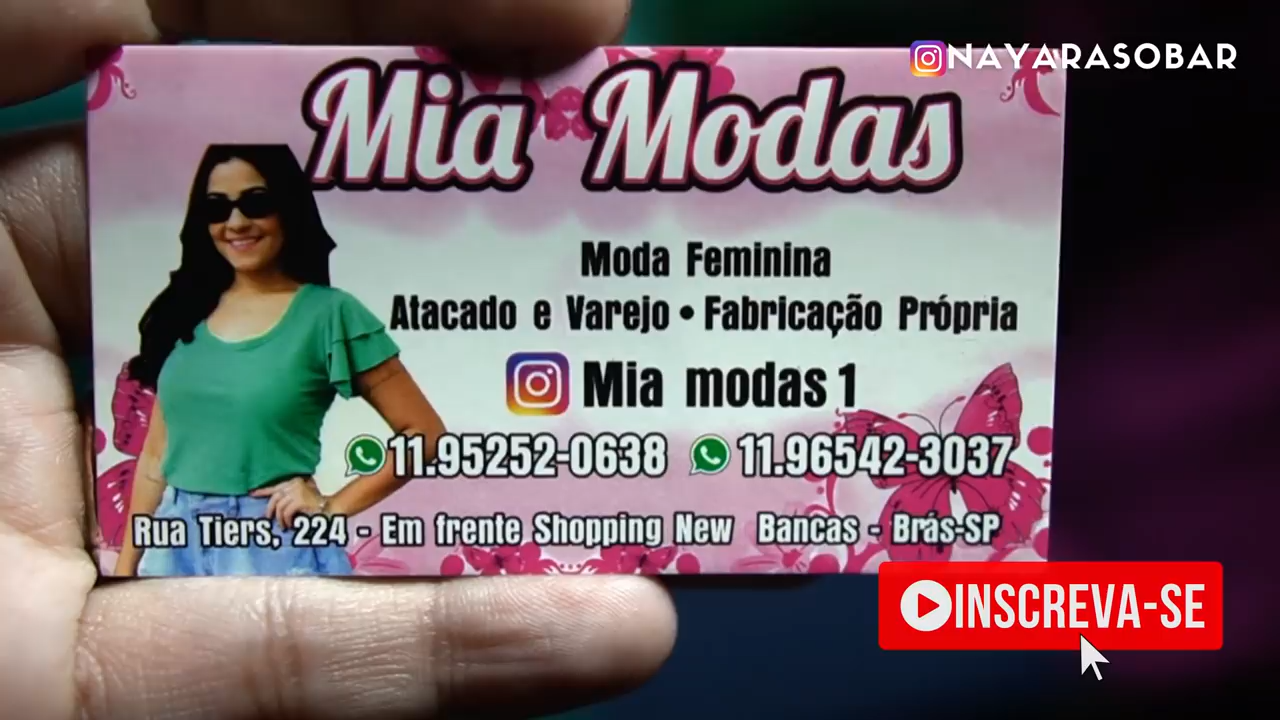 NAYARASOBAR
Mia Modas
Moda Feminina
Atacado e Varejo • Fabricação Própria
Mia modas 1
11.95252-0638 11.96542-3037
Rua Tiers, 224 - Em frente Shopping New Bancas - Brás-SP
INSCREVA-SE